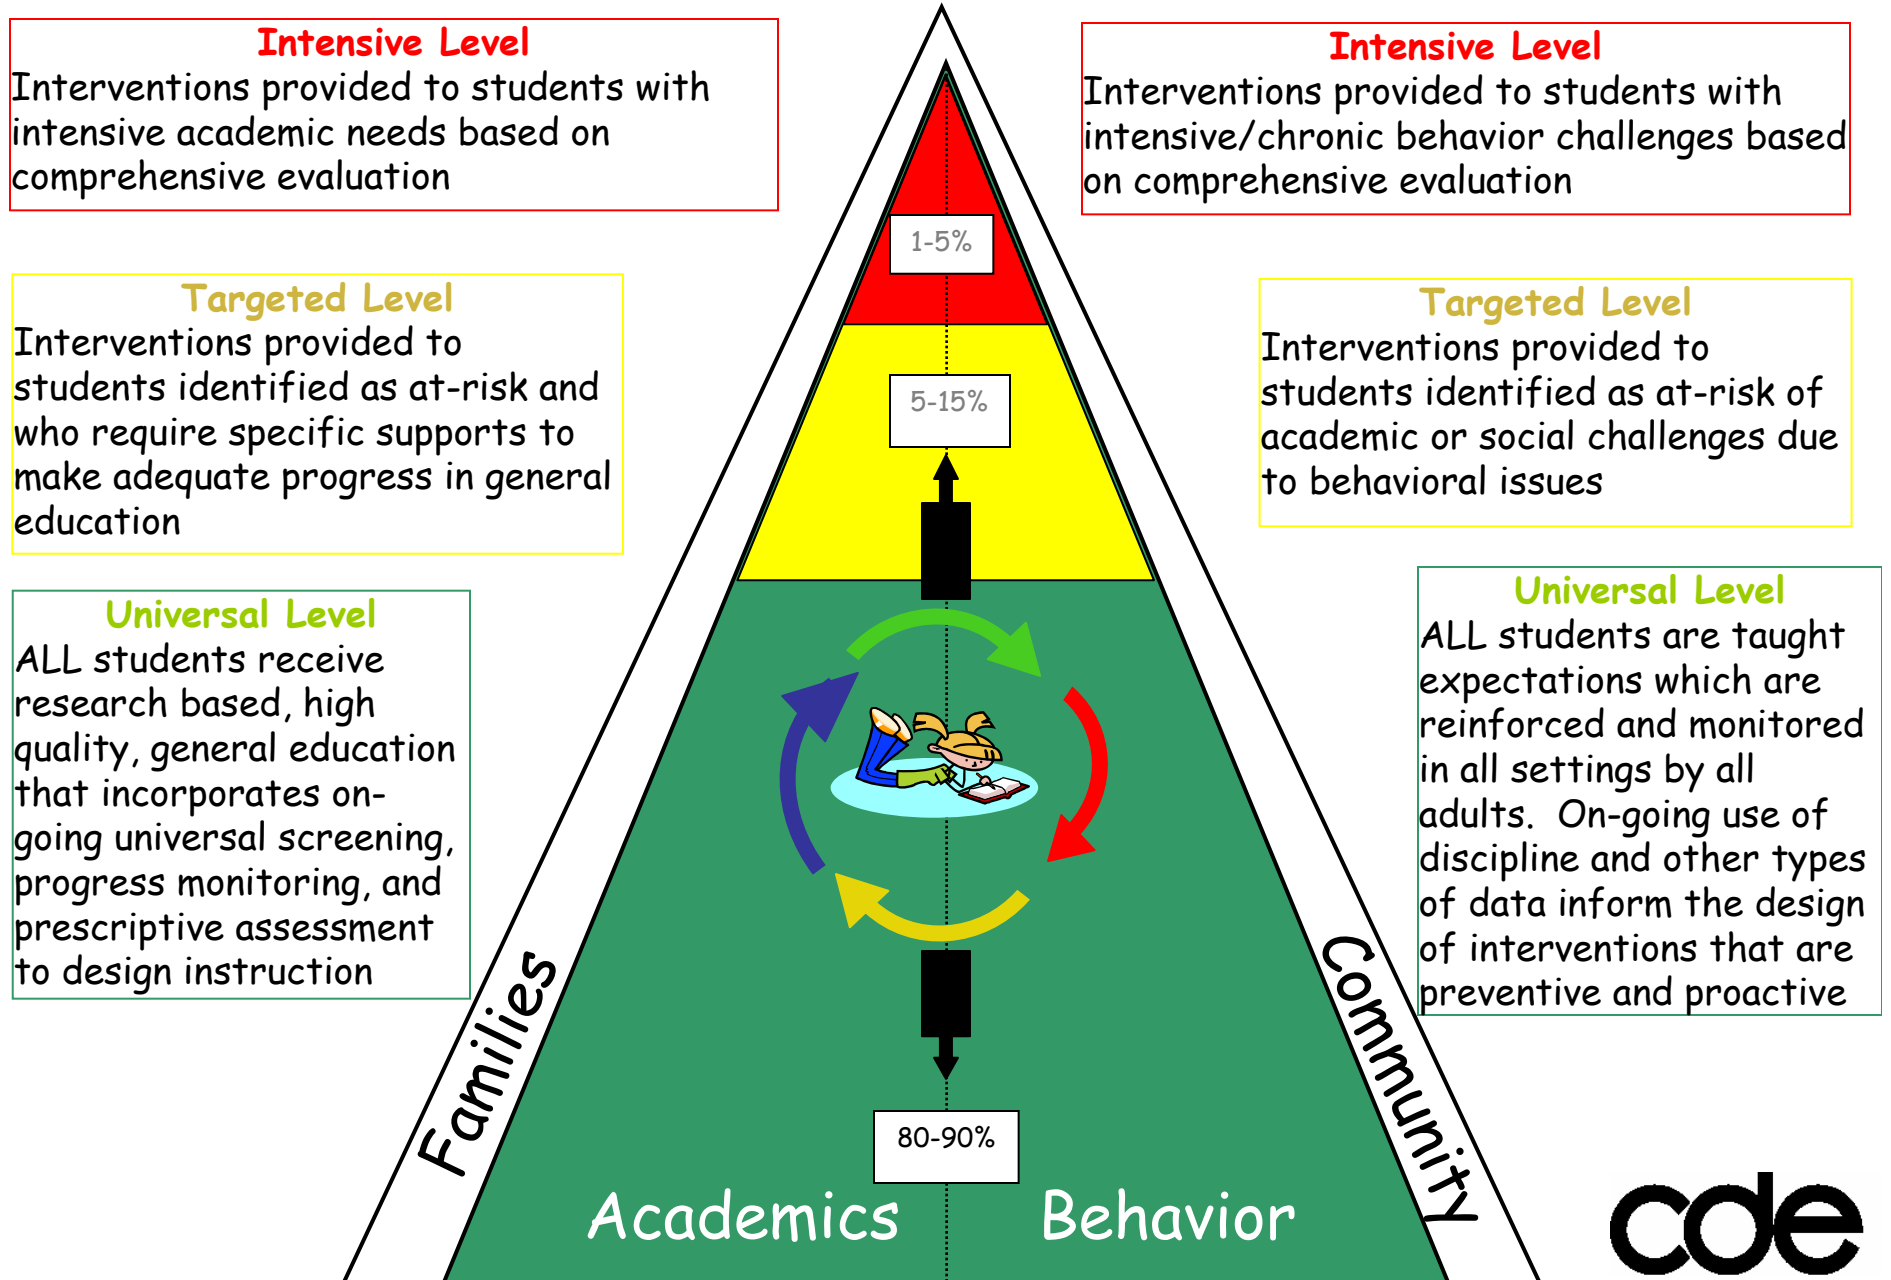 Intensive Level
Interventions provided to students with
intensive academic needs based on
comprehensive evaluation
Intensive Level
Interventions provided to students with
intensive/chronic behavior challenges based
on comprehensive evaluation
1-5%
Targeted Level
Interventions provided to
students identified as at-risk and
who require specific supports to
make adequate progress in general
education
Targeted Level
Interventions provided to
students identified as at-risk of
academic or social challenges due
to behavioral issues
5-15%
Universal Level
ALL students receive
research based, high
quality, general education
that incorporates on-
going universal screening,
progress monitoring, and
prescriptive assessment
to design instruction
Universal Level
ALL students are taught
expectations which are
reinforced and monitored
in all settings by all
adults.  On-going use of
discipline and other types
of data inform the design
of interventions that are
preventive and proactive
Families
Community
80-90%
Academics
Behavior
cde